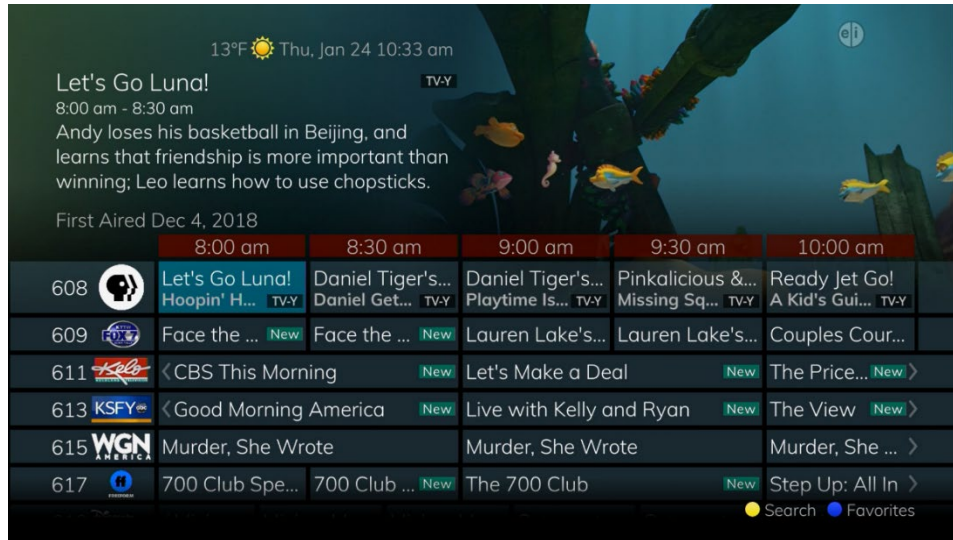 13°F Thu, Jan 24 10:33 am
Let's Go Luna! TV-Y
8:00 am - 8:30 am
Andy loses his basketball in Beijing, and
learns that friendship is more important than
winning; Leo learns how to use chopsticks.
First Aired Dec 4, 2018
8:00 am 8:30 am 9:00 am 9:30 am 10:00 am
608 Let's Go Luna! Daniel Tiger's... Daniel Tiger's... Pinkalicious &... Ready Jet Go!
Hoopin' H... TV-Y Daniel Get... TV-Y Playtime Is... TV-Y Missing Sq... TV-Y A Kid's Gui... TV-Y
609 FOX 7 Face the ... New Face the ... New Lauren Lake's... Lauren Lake's... Couples Cour...
611 Kelo CBS This Morning New Let's Make a Deal New The Price... New
613 KSFY Good Morning America New Live with Kelly and Ryan New The View New
615 WGN AMERICA Murder, She Wrote Murder, She Wrote Murder, She ...
617 700 Club Spe... 700 Club ... New The 700 Club New Step Up: All In
Search Favorites